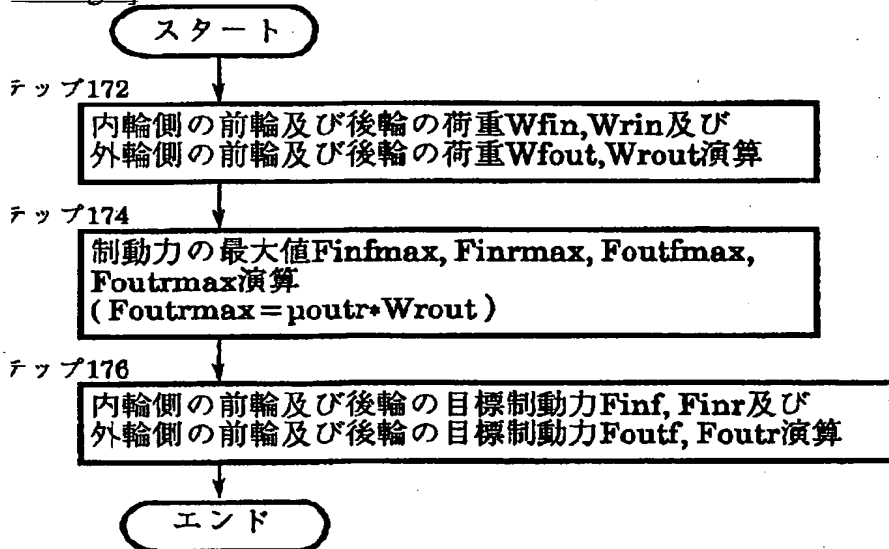 スタート
テップ172
内輪側の前輪及び後輪の荷重Wfin,Wrin及び
外輪側の前輪及び後輪の荷重Wfout,Wrout演算
テップ174
制動力の最大値Finfmax, Finrmax, Foutfmax,
Foutrmax演算
(Foutrmax=μoutr*Wrout)
テップ176
内輪側の前輪及び後輪の目標制動力Finf, Finr及び
外輪側の前輪及び後輪の目標制動力Foutf, Foutr演算
エンド